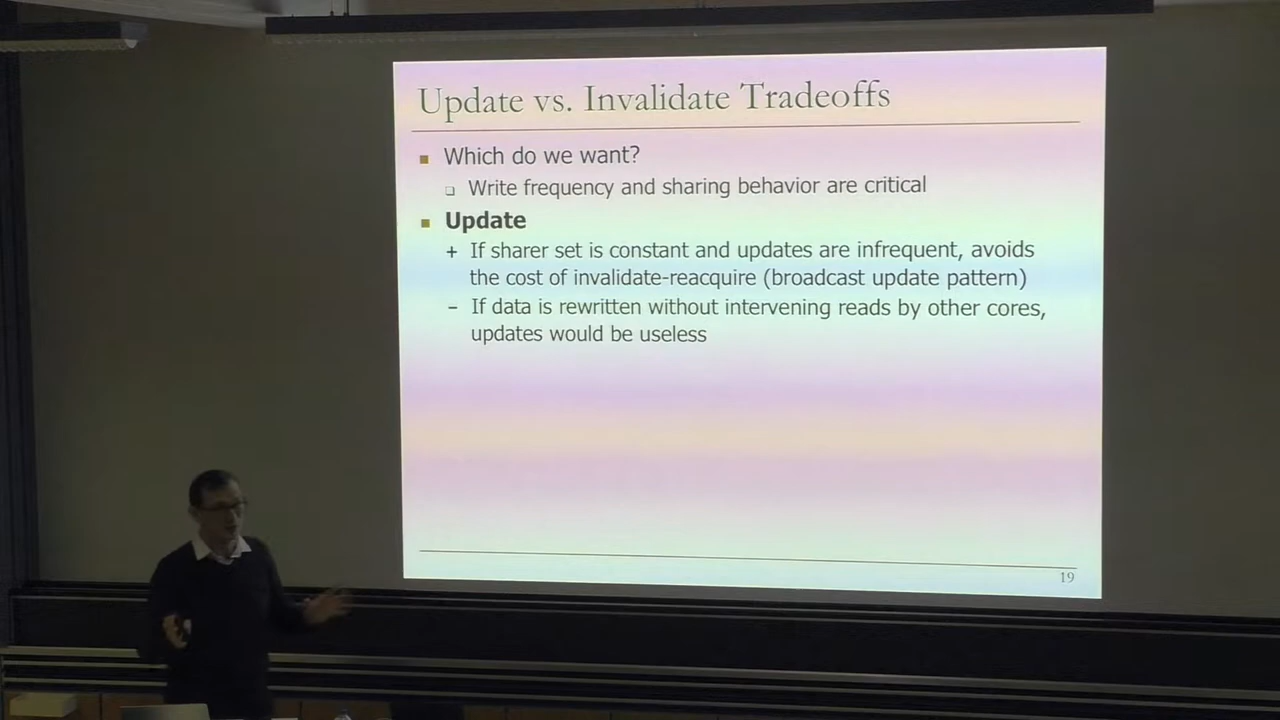 Update vs. Invalidate Tradeoffs
Which do we want?
Write frequency and sharing behavior are critical
Update
+ If sharer set is constant and updates are infrequent, avoids
the cost of invalidate-reacquire (broadcast update pattern)
– If data is rewritten without intervening reads by other cores,
updates would be useless
19